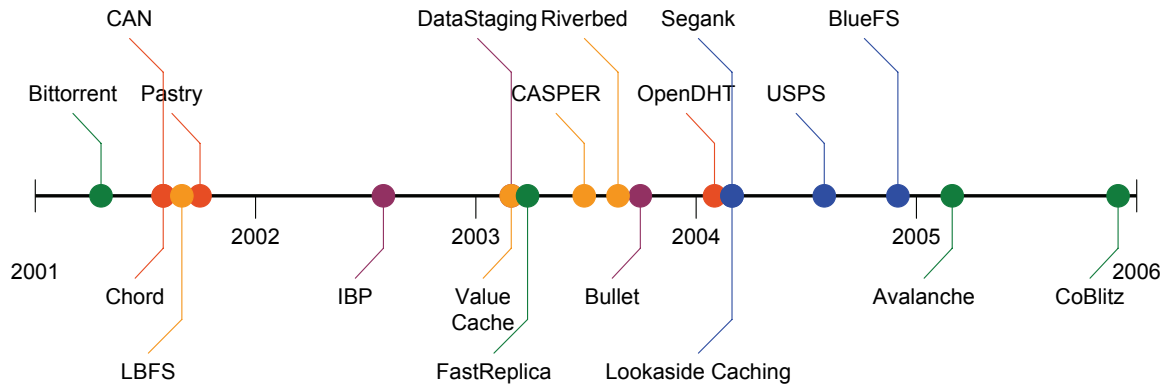 CAN
DataStaging
Riverbed
Segank
BlueFS
Bittorrent
Pastry
CASPER
OpenDHT
USPS
2002
2003
2004
2005
2001
2006
Chord
IBP
Value
Cache
Bullet
Avalanche
CoBlitz
LBFS
FastReplica
Lookaside Caching